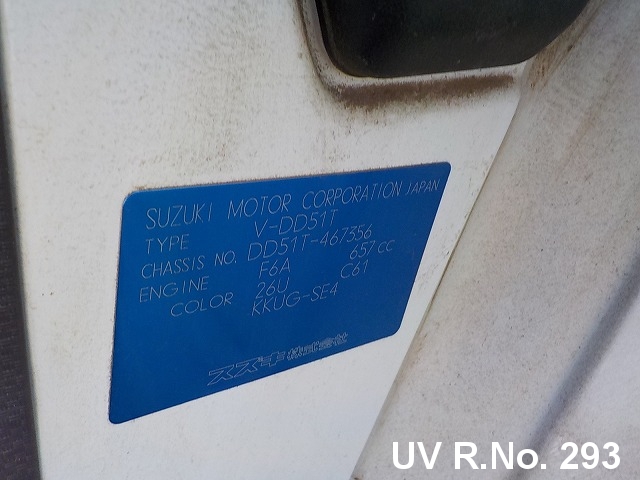 SUZUKI MOTOR CORPORATION JAPAN
TYPE V-DD51T
CHASSIS NO. DD51T-467356
ENGINE F6A 657cc
COLOR 26U C61
KKUG-SE4
スズキ株式会社
UV R.No. 293